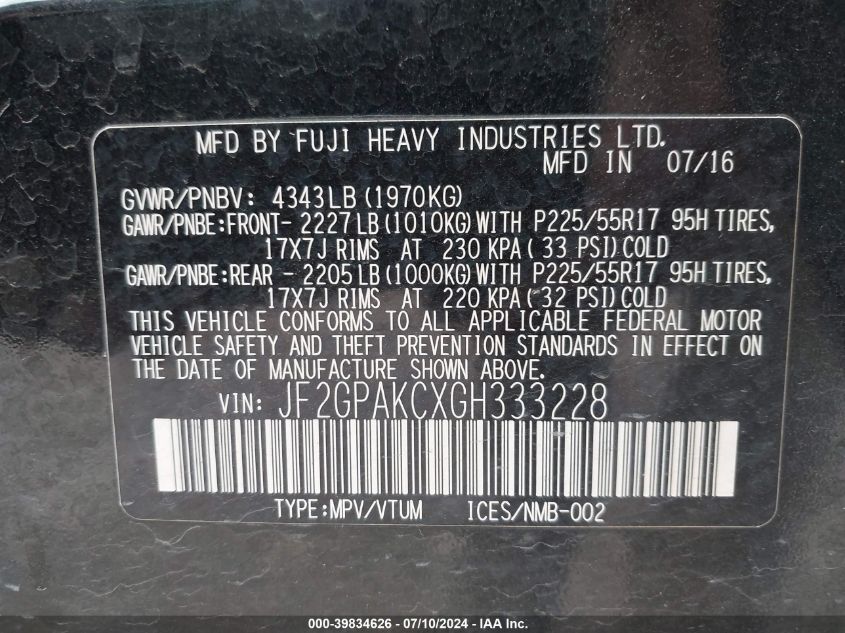 MFD BY FUJI HEAVY INDUSTRIES LTD.
MFD IN 07/16
GVWR/PNBV: 4343LB (1970KG)
GAWR/PNBE:FRONT- 2227LB (1010KG) WITH P225/55R17 95H TIRES,
17X7J RIMS AT 230 KPA ( 33 PSI) COLD
GAWR/PNBE:REAR - 2205LB (1000KG) WITH P225/55R17 95H TIRES,
17X7J RIMS AT 220 KPA ( 32 PSI) COLD
THIS VEHICLE CONFORMS TO ALL APPLICABLE FEDERAL MOTOR
VEHICLE SAFETY AND THEFT PREVENTION STANDARDS IN EFFECT ON
THE DATE OF MANUFACTURE SHOWN ABOVE.
VIN: JF2GPAKCXGH333228
TYPE:MPV/VTUM ICES/NMB-002
000-39834626 - 07/10/2024 - IAA Inc.